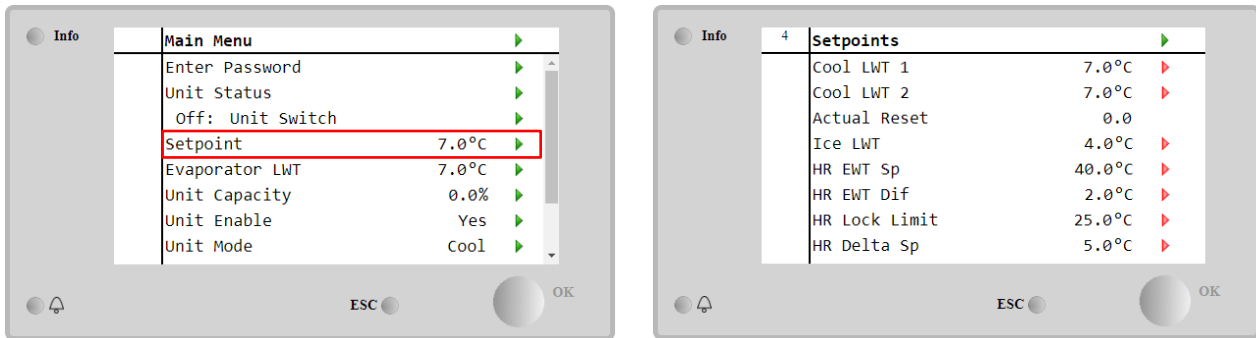 Info
Main Menu
Enter Password
Unit Status
Off: Unit Switch
Setpoint 7.0°C
Evaporator LWT 7.0°C
Unit Capacity 0.0%
Unit Enable Yes
Unit Mode Cool
ESC
OK
Info
4 Setpoints
Cool LWT 1 7.0°C
Cool LWT 2 7.0°C
Actual Reset 0.0
Ice LWT 4.0°C
HR EWT Sp 40.0°C
HR EWT Dif 2.0°C
HR Lock Limit 25.0°C
HR Delta Sp 5.0°C
ESC
OK